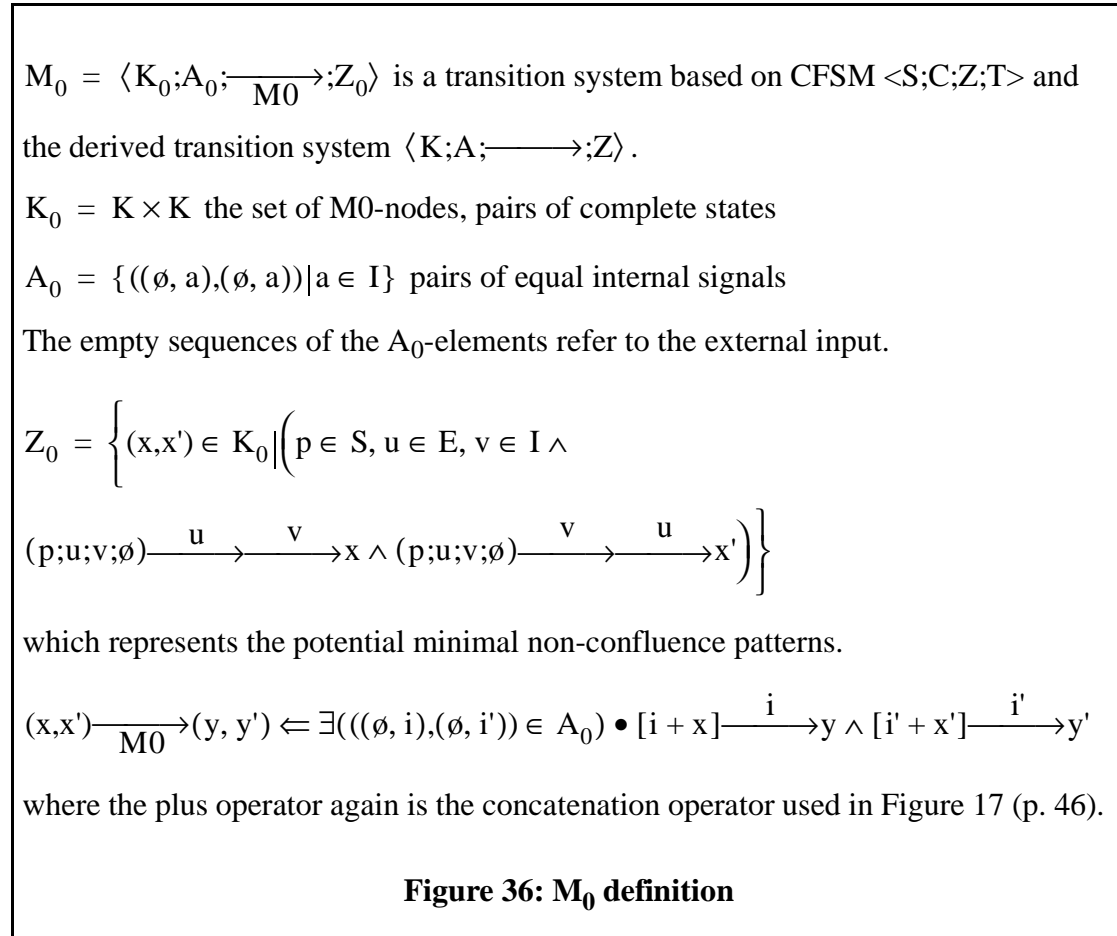 M₀ = ⟨K₀;A₀;⟶M0;Z₀⟩ is a transition system based on CFSM <S;C;Z;T> and
the derived transition system ⟨K;A;⟶;Z⟩.
K₀ = K × K the set of M0-nodes, pairs of complete states
A₀ = {((ø, a),(ø, a))|a ∈ I} pairs of equal internal signals
The empty sequences of the A₀-elements refer to the external input.
Z₀ = {(x,x') ∈ K₀|(p ∈ S, u ∈ E, v ∈ I ∧
(p;u;v;ø) —u→ —v→ x ∧ (p;u;v;ø) —v→ —u→ x')}
which represents the potential minimal non-confluence patterns.
(x,x') ⟶M0 (y, y') ⇐ ∃(((ø, i),(ø, i')) ∈ A₀) • [i + x] —i→ y ∧ [i' + x'] —i'→ y'
where the plus operator again is the concatenation operator used in Figure 17 (p. 46).
Figure 36: M₀ definition